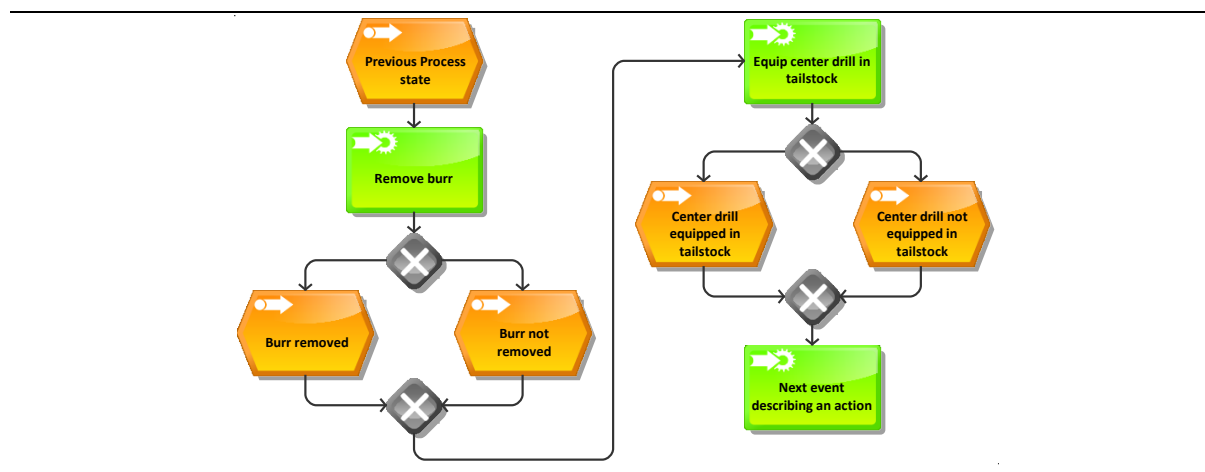 Previous Process
state
Remove burr
Burr removed
Burr not
removed
Equip center drill in
tailstock
Center drill
equipped in
tailstock
Center drill not
equipped in
tailstock
Next event
describing an action